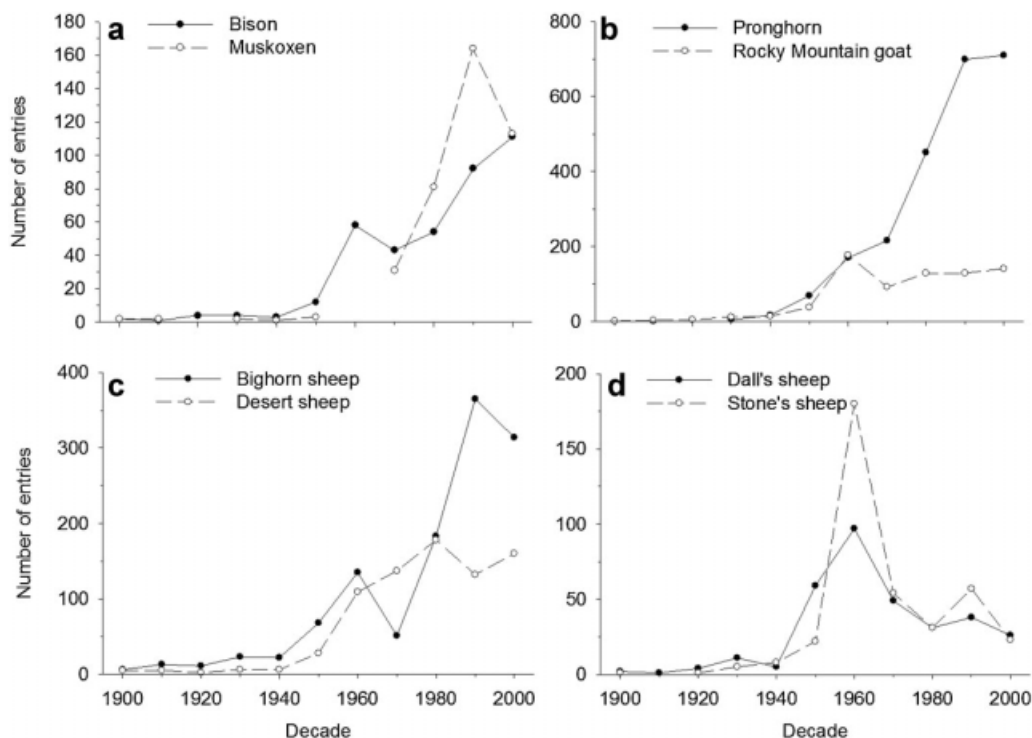 a
Bison
Muskoxen
180
160
140
120
100
80
60
40
20
0
Number of entries
b
Pronghorn
Rocky Mountain goat
800
600
400
200
0
c
Bighorn sheep
Desert sheep
400
300
200
100
0
Number of entries
1900 1920 1940 1960 1980 2000
Decade
d
Dall's sheep
Stone's sheep
200
150
100
50
0
1900 1920 1940 1960 1980 2000
Decade